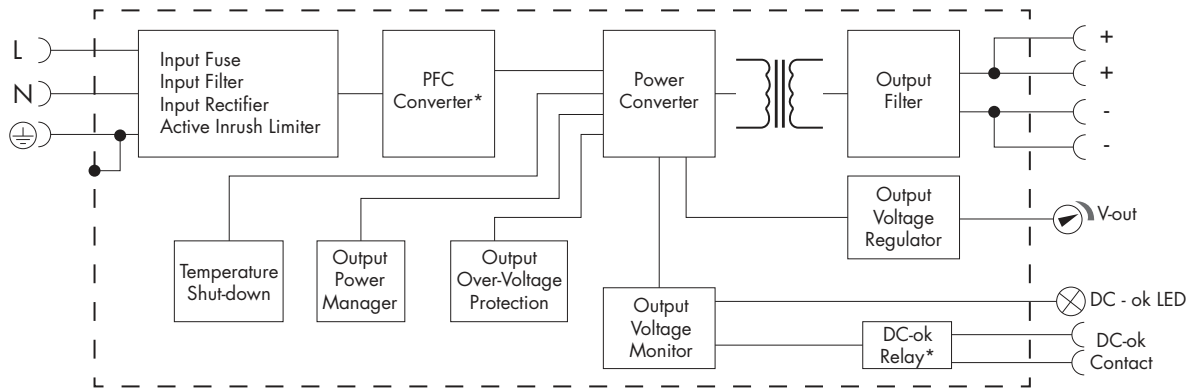 L
N
Input Fuse
Input Filter
Input Rectifier
Active Inrush Limiter
PFC
Converter*
Power
Converter
Output
Filter
+
+
-
-
Output
Voltage
Regulator
V-out
Temperature
Shut-down
Output
Power
Manager
Output
Over-Voltage
Protection
Output
Voltage
Monitor
DC - ok LED
DC-ok
Relay*
DC-ok
Contact